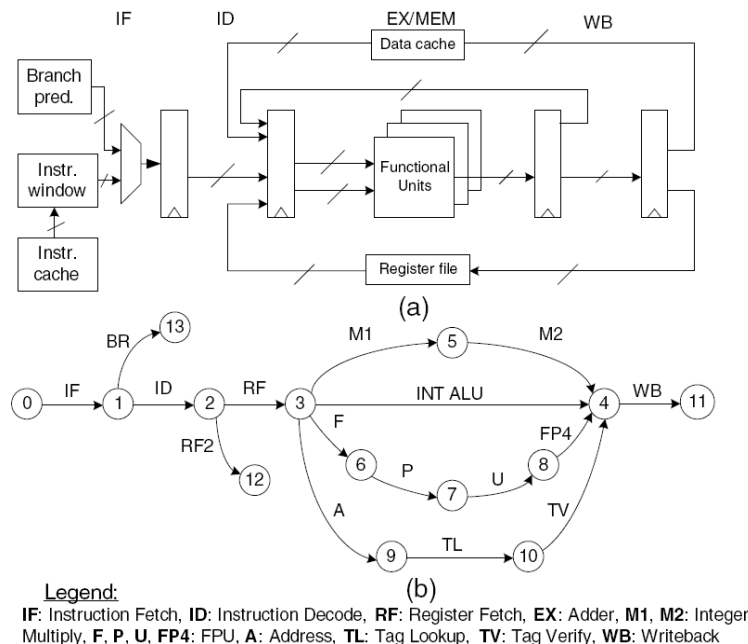 IF
ID
EX/MEM
WB
Data cache
Branch
pred.
Instr.
window
Instr.
cache
Functional
Units
Register file
(a)
BR
13
M1
5
M2
0
IF
1
ID
2
RF
3
INT ALU
4
WB
11
RF2
12
F
6
P
7
U
8
FP4
A
9
TL
10
TV
(b)
Legend:
IF: Instruction Fetch, ID: Instruction Decode, RF: Register Fetch, EX: Adder, M1, M2: Integer
Multiply, F, P, U, FP4: FPU, A: Address, TL: Tag Lookup, TV: Tag Verify, WB: Writeback